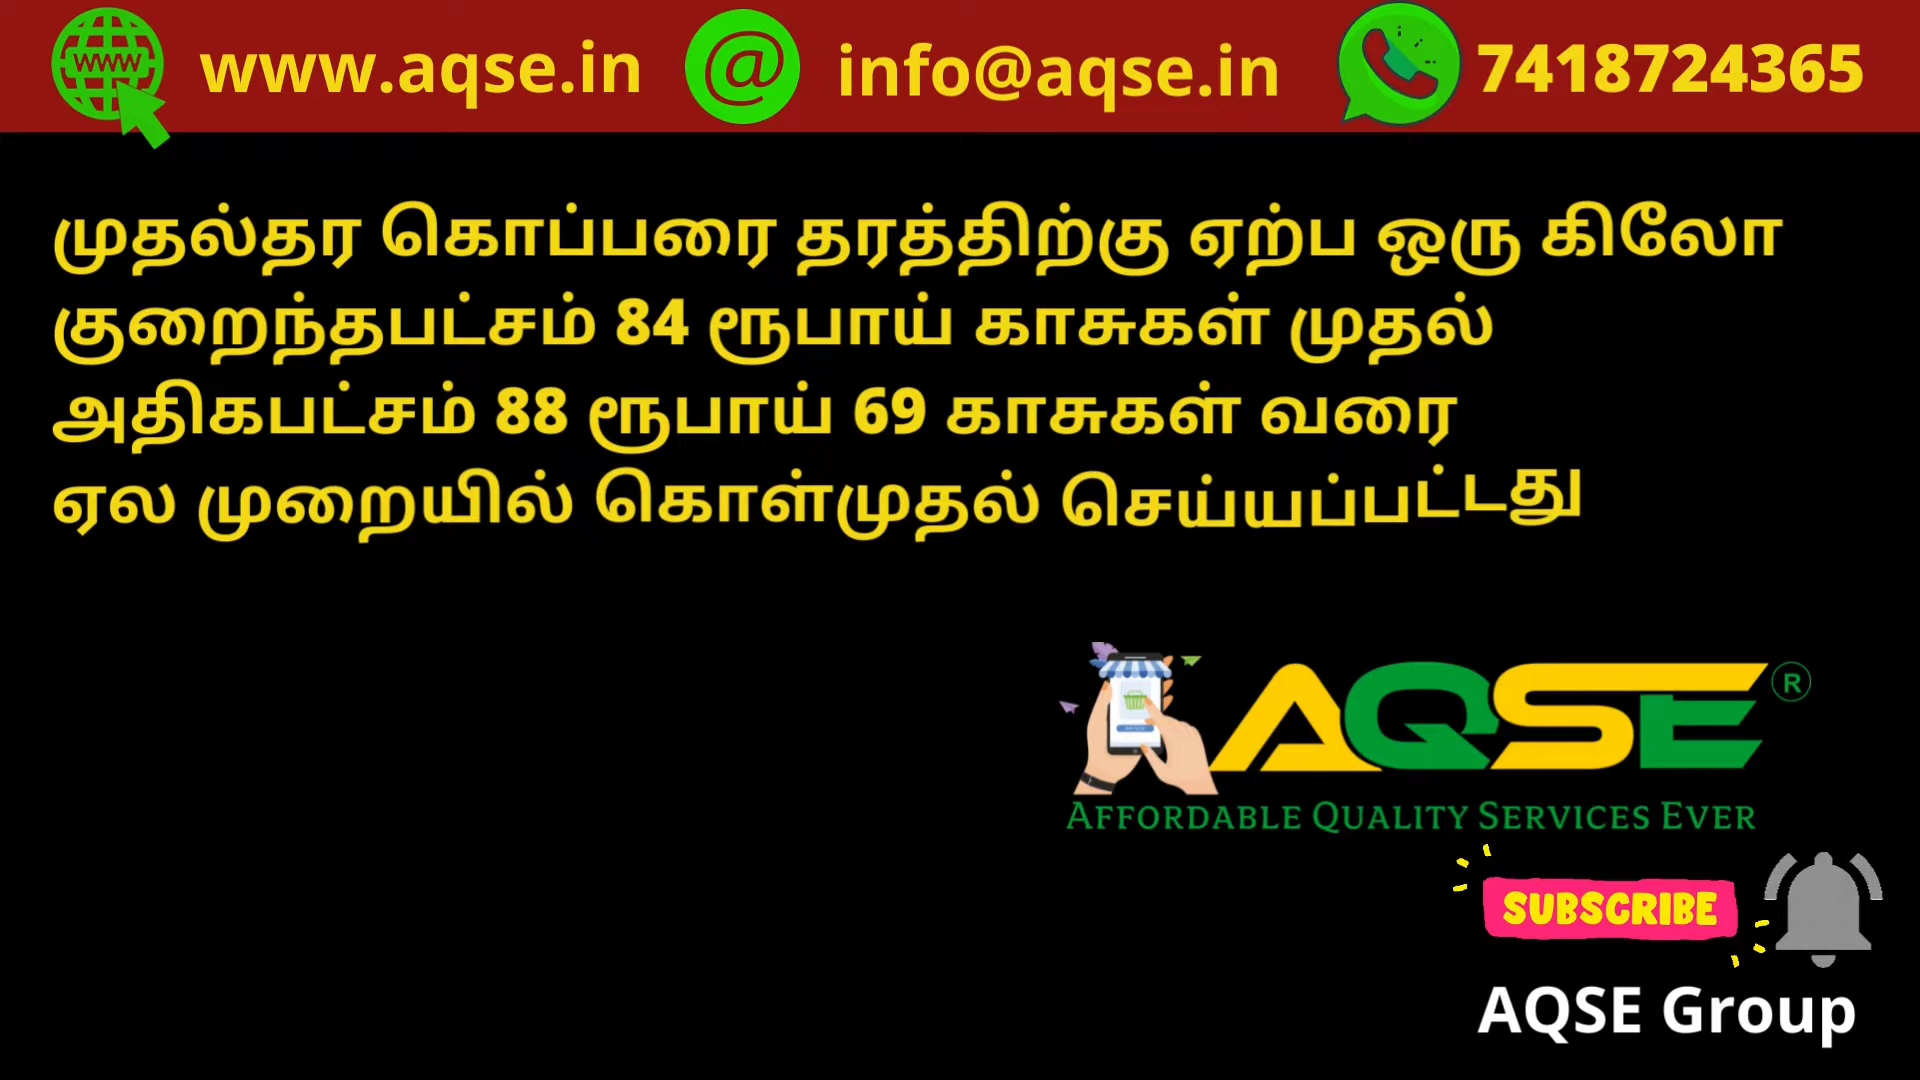 www.aqse.in
info@aqse.in
7418724365
முதல்தர கொப்பரை தரத்திற்கு ஏற்ப ஒரு கிலோ
குறைந்தபட்சம் 84 ரூபாய் காசுகள் முதல்
அதிகபட்சம் 88 ரூபாய் 69 காசுகள் வரை
ஏல முறையில் கொள்முதல் செய்யப்பட்டது
AQSE®
AFFORDABLE QUALITY SERVICES EVER
SUBSCRIBE
AQSE Group